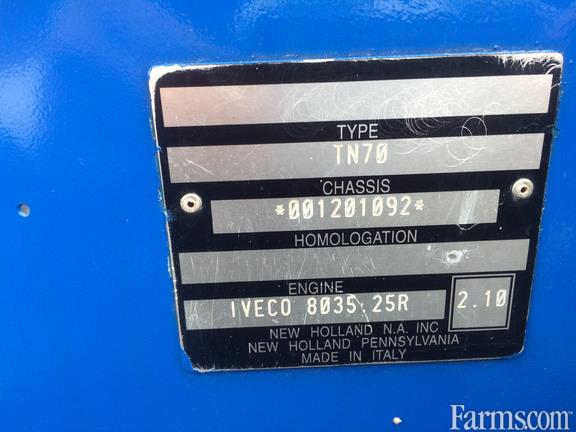 TYPE
TN70
CHASSIS
*001201092*
HOMOLOGATION
ENGINE
IVECO 8035.25R
2.10
NEW HOLLAND N.A. INC
NEW HOLLAND PENNSYLVANIA
MADE IN ITALY
Farms.com